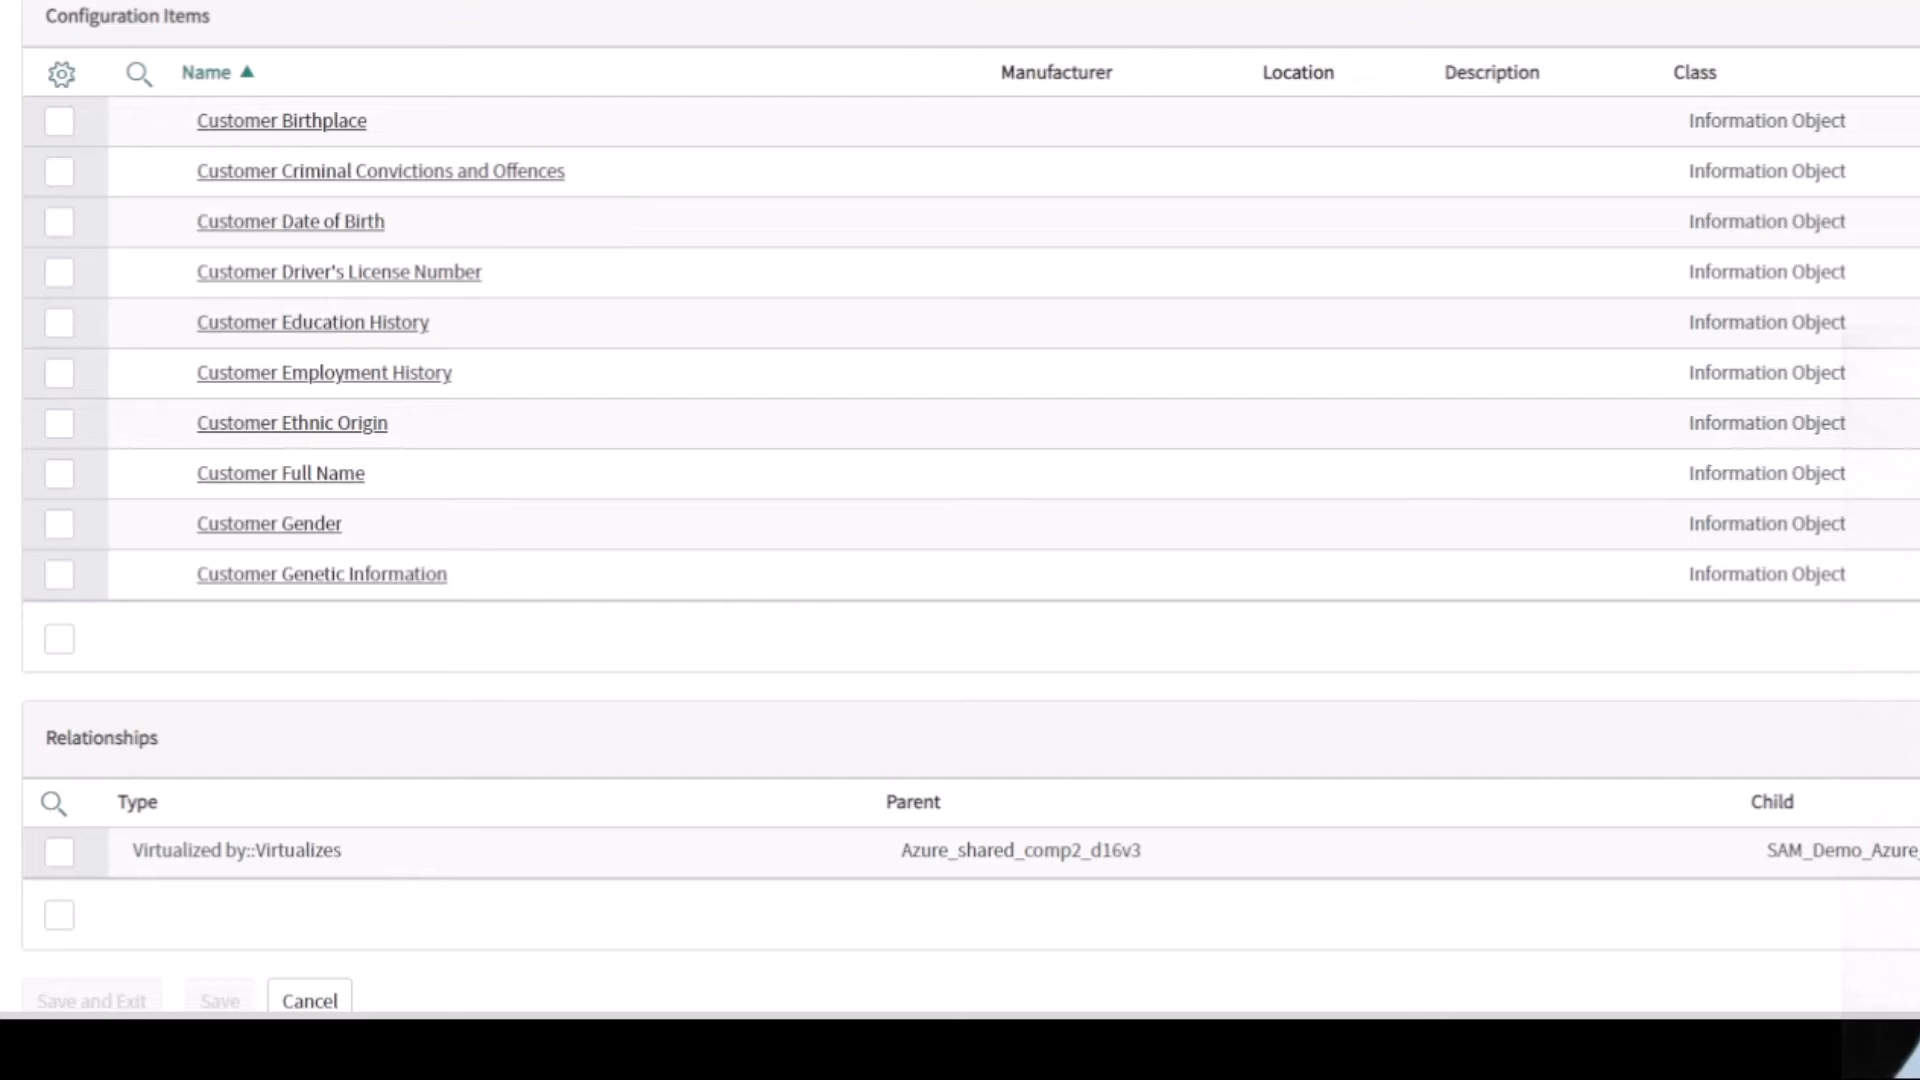 Configuration Items
Name Manufacturer Location Description Class
Customer Birthplace Information Object
Customer Criminal Convictions and Offences Information Object
Customer Date of Birth Information Object
Customer Driver's License Number Information Object
Customer Education History Information Object
Customer Employment History Information Object
Customer Ethnic Origin Information Object
Customer Full Name Information Object
Customer Gender Information Object
Customer Genetic Information Information Object
Relationships
Type Parent Child
Virtualized by::Virtualizes Azure_shared_comp2_d16v3 SAM_Demo_Azure_
Save and Exit Save Cancel